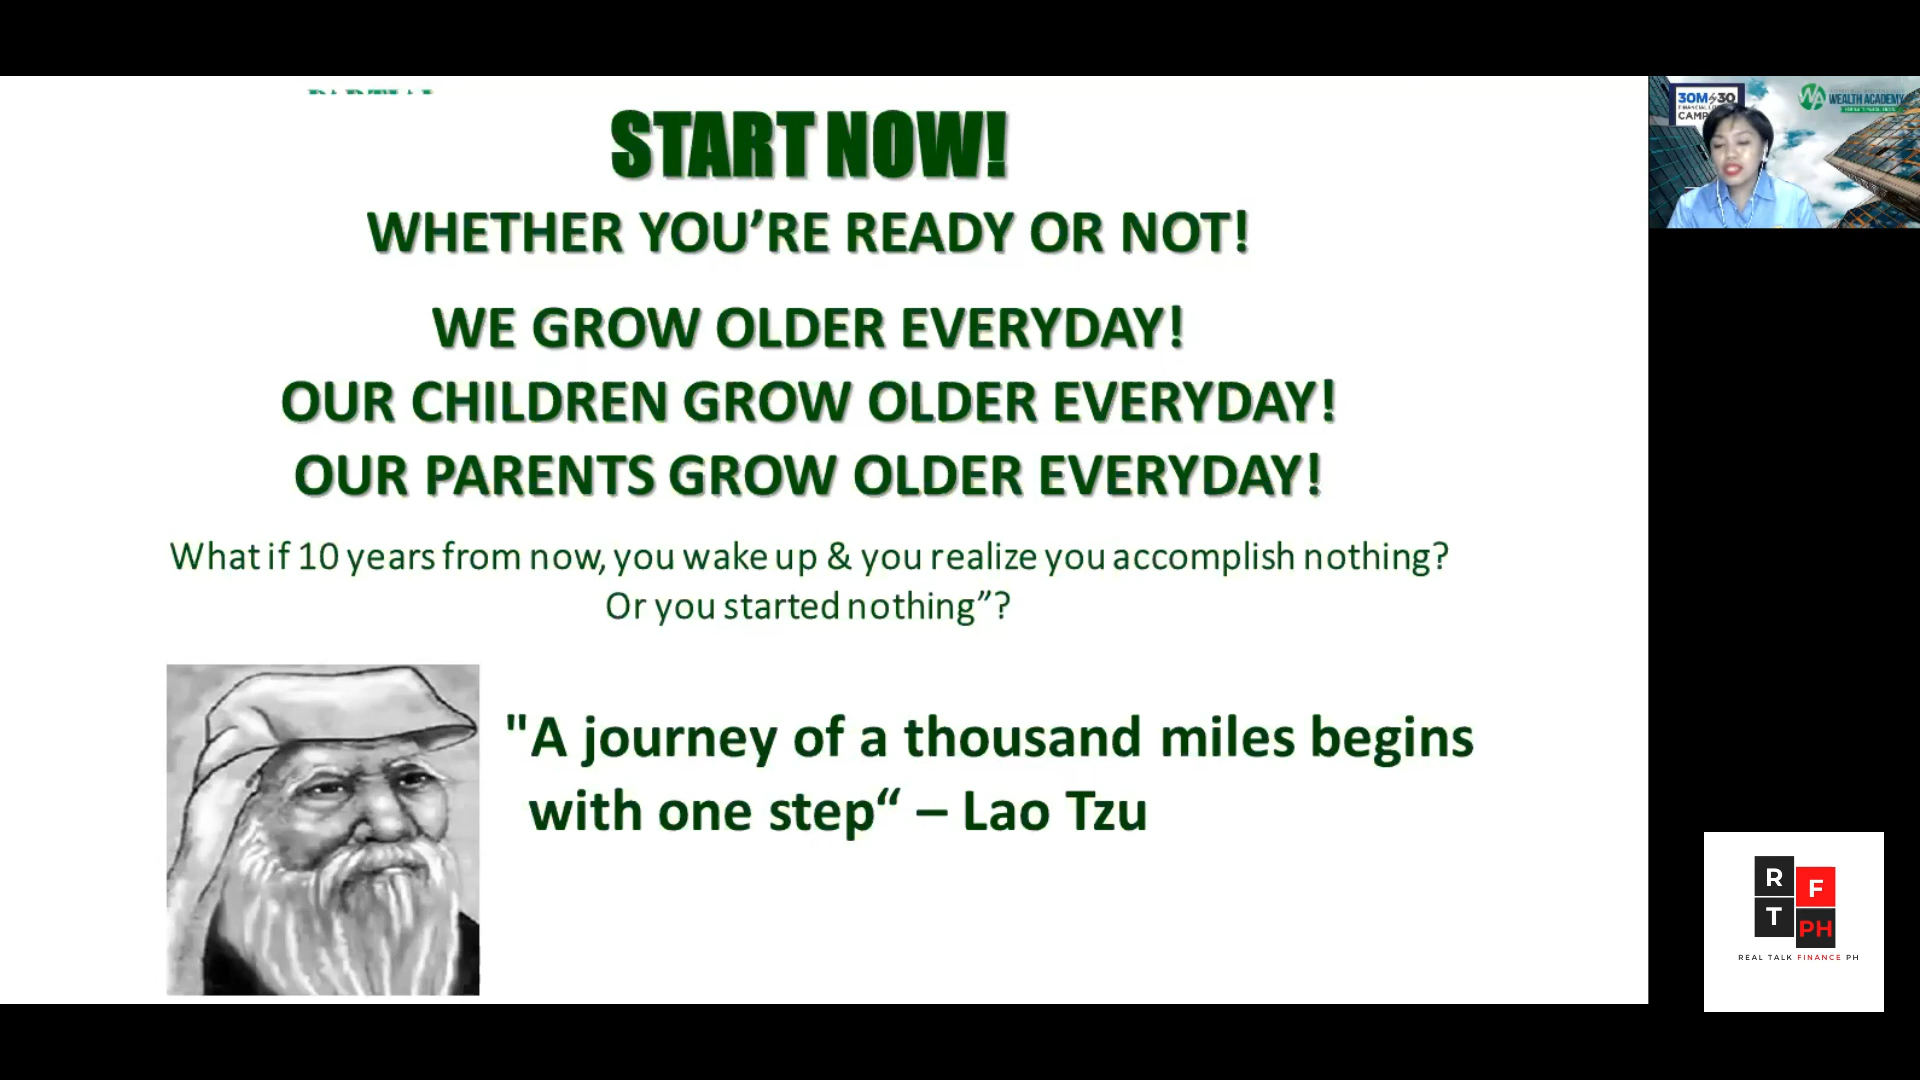 START NOW!
WHETHER YOU’RE READY OR NOT!
WE GROW OLDER EVERYDAY!
OUR CHILDREN GROW OLDER EVERYDAY!
OUR PARENTS GROW OLDER EVERYDAY!
What if 10 years from now, you wake up & you realize you accomplish nothing?
Or you started nothing”?
"A journey of a thousand miles begins
with one step“ – Lao Tzu
30M 30
WA WEALTH ACADEMY
R F
T PH
REAL TALK FINANCE PH